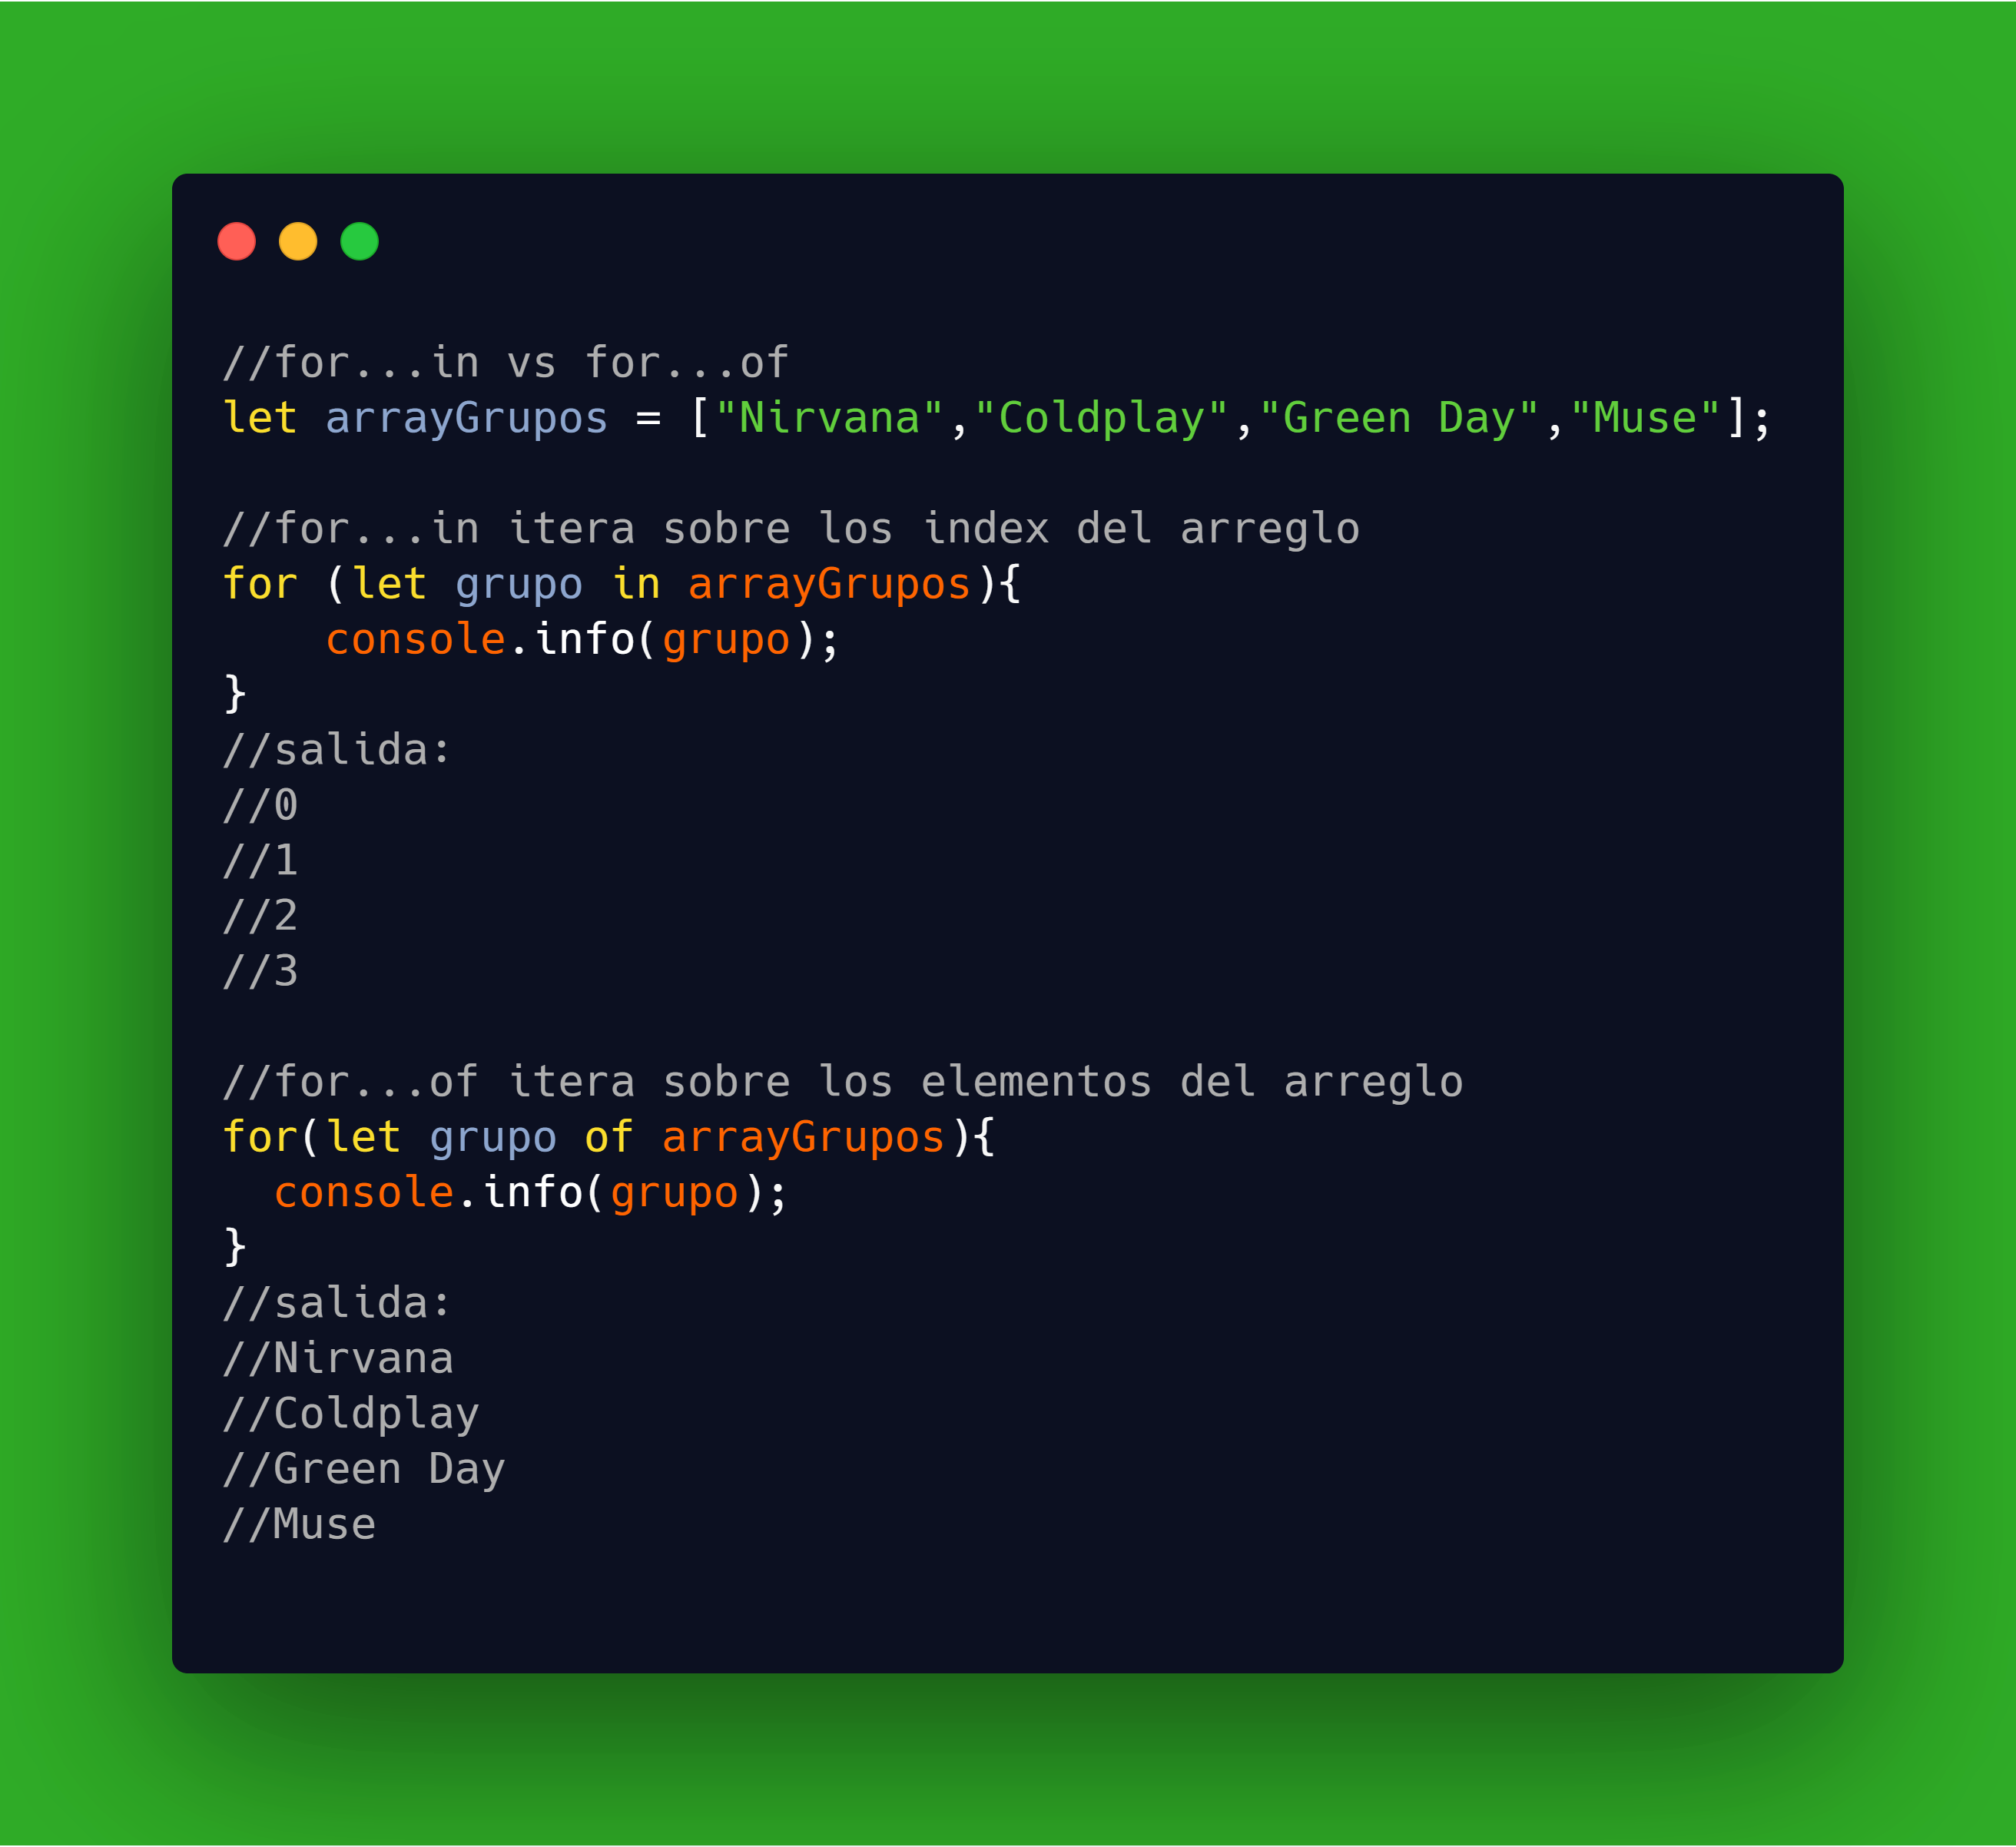 //for...in vs for...of
let arrayGrupos = ["Nirvana","Coldplay","Green Day","Muse"];
//for...in itera sobre los index del arreglo
for (let grupo in arrayGrupos){
    console.info(grupo);
}
//salida:
//0
//1
//2
//3
//for...of itera sobre los elementos del arreglo
for(let grupo of arrayGrupos){
  console.info(grupo);
}
//salida:
//Nirvana
//Coldplay
//Green Day
//Muse